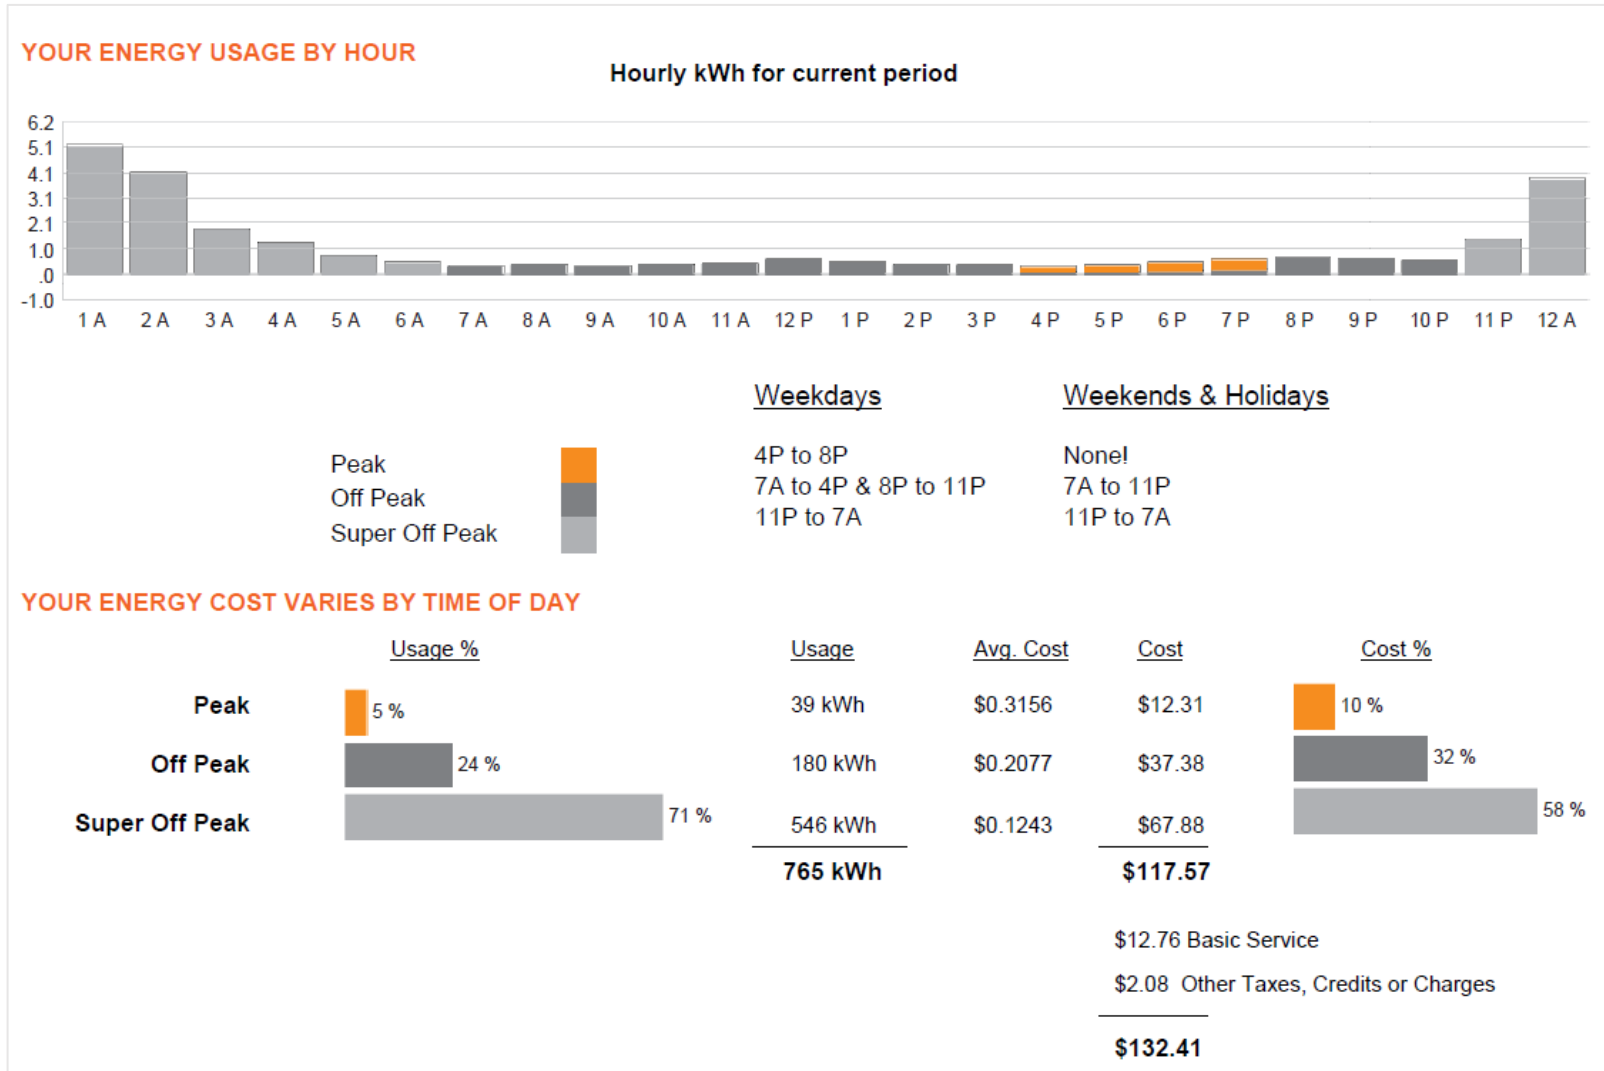 YOUR ENERGY USAGE BY HOUR
Hourly kWh for current period
6.2
5.1
4.1
3.1
2.1
1.0
.0
-1.0
1 A 2 A 3 A 4 A 5 A 6 A 7 A 8 A 9 A 10 A 11 A 12 P 1 P 2 P 3 P 4 P 5 P 6 P 7 P 8 P 9 P 10 P 11 P 12 A
Weekdays Weekends & Holidays
Peak 4P to 8P None!
Off Peak 7A to 4P & 8P to 11P 7A to 11P
Super Off Peak 11P to 7A 11P to 7A
YOUR ENERGY COST VARIES BY TIME OF DAY
Usage % Usage Avg. Cost Cost Cost %
Peak 5 % 39 kWh $0.3156 $12.31 10 %
Off Peak 24 % 180 kWh $0.2077 $37.38 32 %
Super Off Peak 71 % 546 kWh $0.1243 $67.88 58 %
765 kWh $117.57
$12.76 Basic Service
$2.08 Other Taxes, Credits or Charges
$132.41